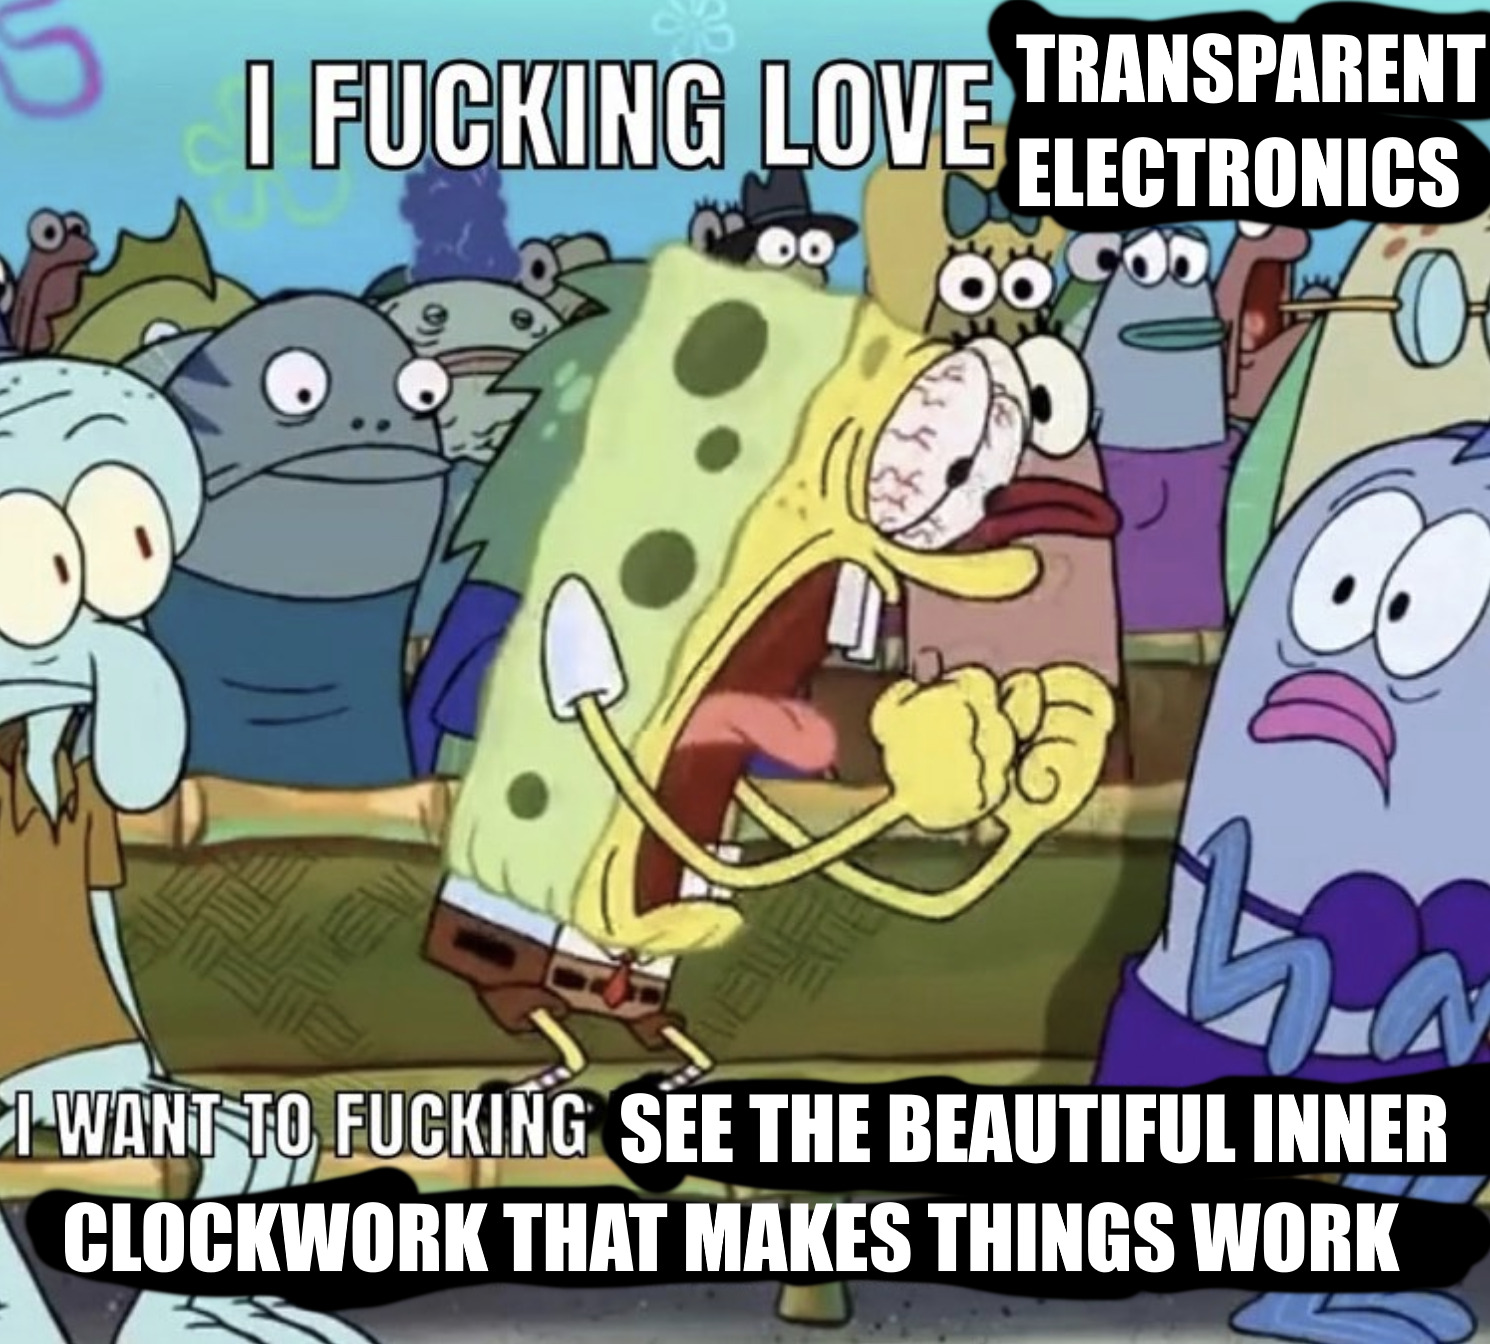 I FUCKING LOVE TRANSPARENT
ELECTRONICS
I WANT TO FUCKING SEE THE BEAUTIFUL INNER
CLOCKWORK THAT MAKES THINGS WORK